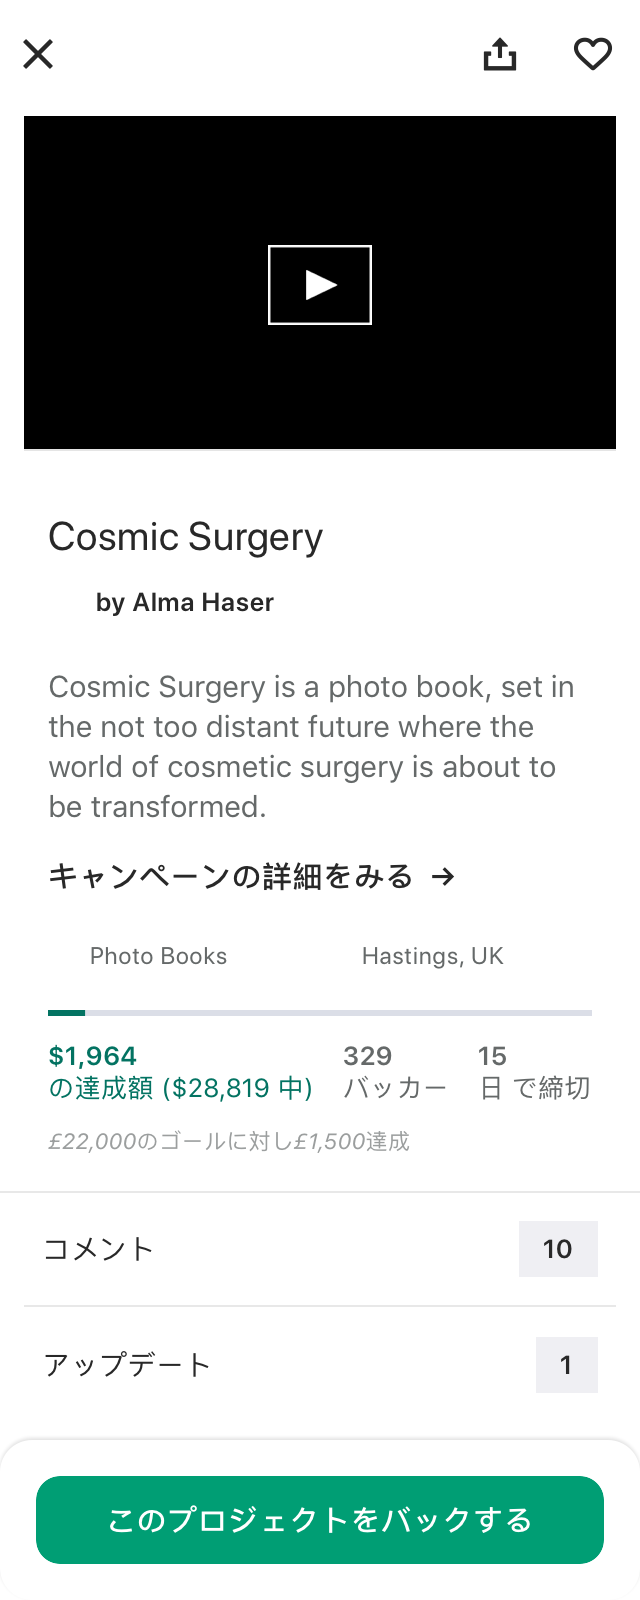 Cosmic Surgery
by Alma Haser
Cosmic Surgery is a photo book, set in
the not too distant future where the
world of cosmetic surgery is about to
be transformed.
キャンペーンの詳細をみる →
Photo Books
Hastings, UK
$1,964
の達成額 ($28,819 中)
329
バッカー
15
日 で締切
£22,000のゴールに対し£1,500達成
コメント
10
アップデート
1
このプロジェクトをバックする